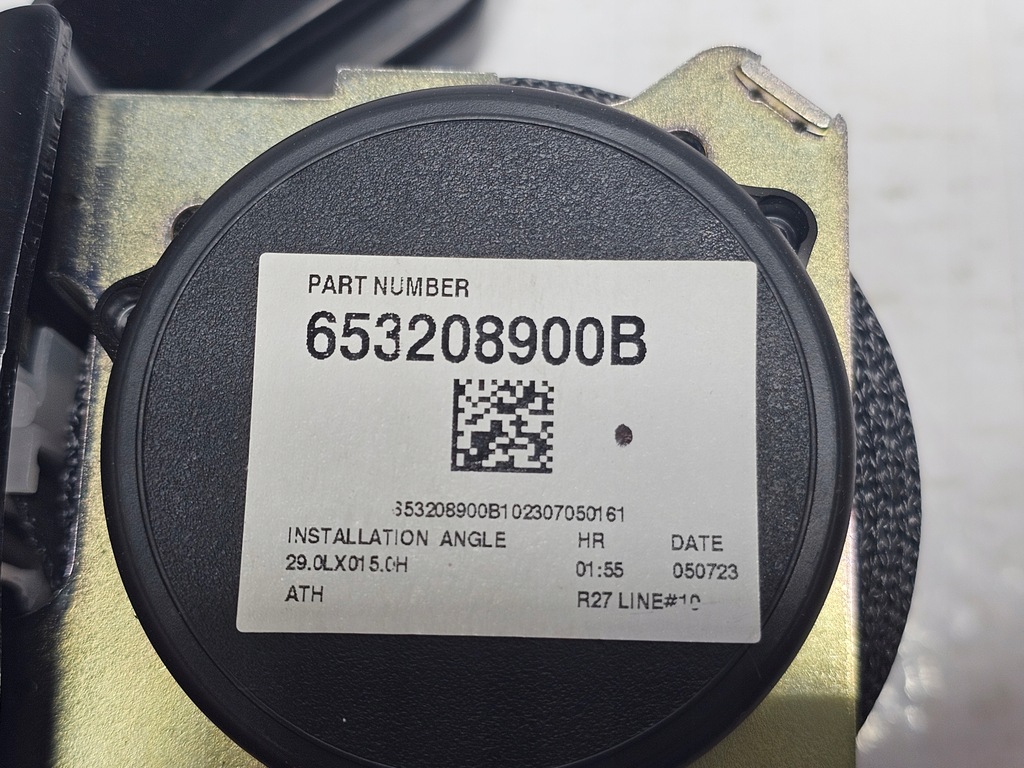 PART NUMBER
653208900B
653208900B102307050161
INSTALLATION ANGLE HR DATE
29.0LX015.0H 01:55 050723
ATH R27 LINE#10